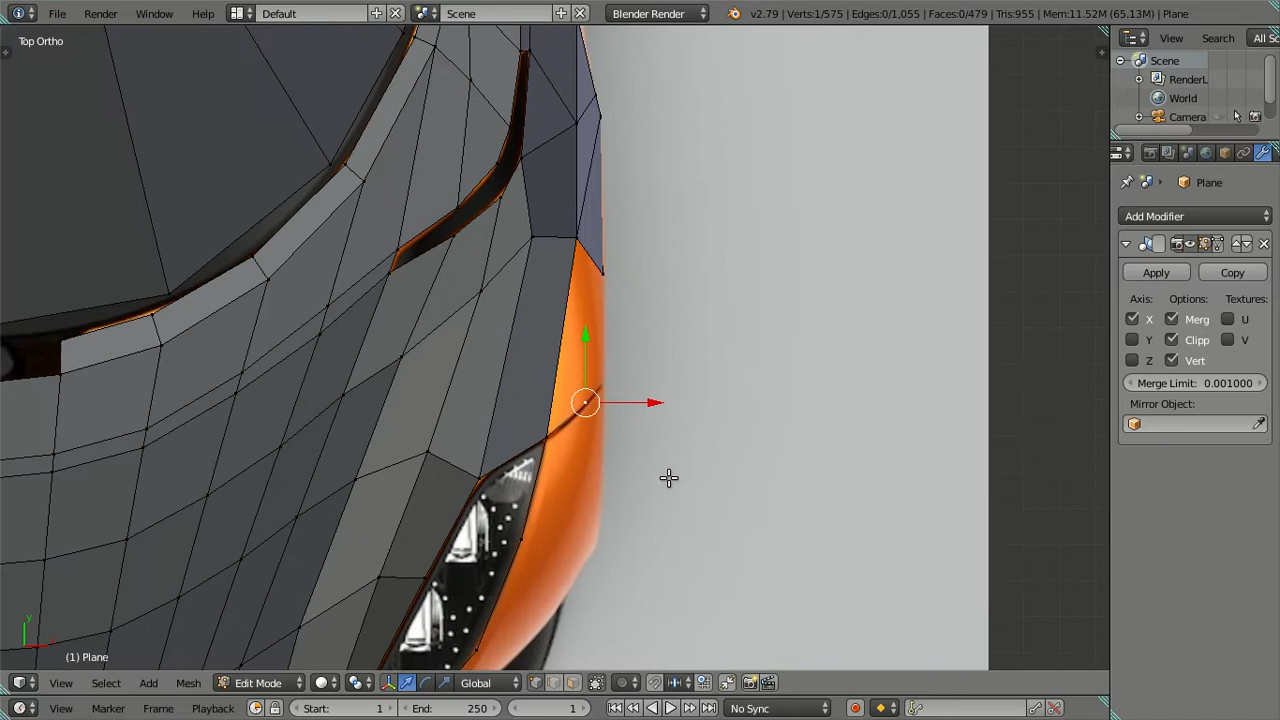 File Render Window Help Default Scene Blender Render v2.79 | Verts:1/575 | Edges:0/1,055 | Faces:0/479 | Tris:955 | Mem:11.52M (65.13M) | Plane
Top Ortho
View Search All Sc
Scene
RenderL
World
Camera
Plane
Add Modifier
Apply Copy
Axis: Options: Textures:
X Merg U
Y Clipp V
Z Vert
Merge Limit: 0.001000
Mirror Object:
y
x
(1) Plane
View Select Add Mesh Edit Mode Global
View Marker Frame Playback Start: 1 End: 250 1 No Sync